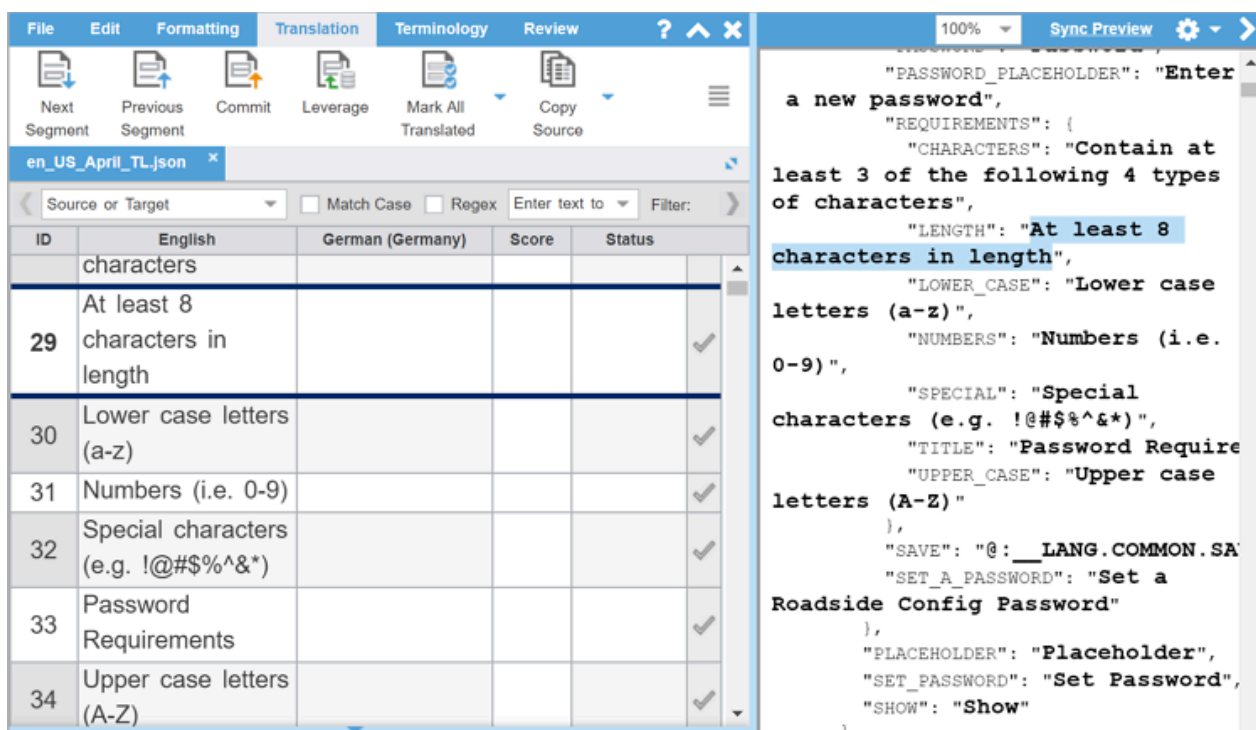 File Edit Formatting Translation Terminology Review ?
Next Segment
Previous Segment
Commit
Leverage
Mark All Translated
Copy Source
en_US_April_TL.json
Source or Target Match Case Regex Enter text to Filter:
ID English German (Germany) Score Status
characters
29 At least 8
characters in
length
30 Lower case letters
(a-z)
31 Numbers (i.e. 0-9)
32 Special characters
(e.g. !@#$%^&*)
33 Password
Requirements
34 Upper case letters
(A-Z)
100% Sync Preview
"PASSWORD_PLACEHOLDER": "Enter
a new password",
"REQUIREMENTS": {
"CHARACTERS": "Contain at
least 3 of the following 4 types
of characters",
"LENGTH": "At least 8
characters in length",
"LOWER_CASE": "Lower case
letters (a-z)",
"NUMBERS": "Numbers (i.e.
0-9)",
"SPECIAL": "Special
characters (e.g. !@#$%^&*)",
"TITLE": "Password Require
"UPPER_CASE": "Upper case
letters (A-Z)"
},
"SAVE": "@:__LANG.COMMON.SA
"SET_A_PASSWORD": "Set a
Roadside Config Password"
},
"PLACEHOLDER": "Placeholder",
"SET_PASSWORD": "Set Password",
"SHOW": "Show"